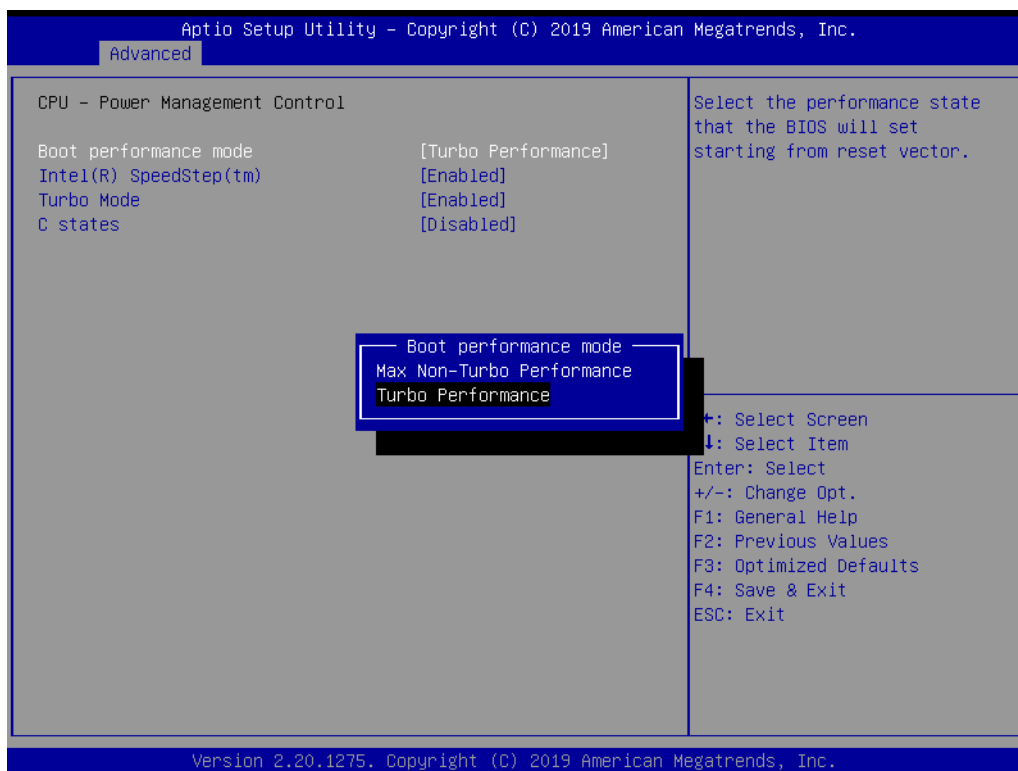 Aptio Setup Utility – Copyright (C) 2019 American Megatrends, Inc.
Advanced
CPU – Power Management Control
Boot performance mode [Turbo Performance]
Intel(R) SpeedStep(tm) [Enabled]
Turbo Mode [Enabled]
C states [Disabled]
Select the performance state
that the BIOS will set
starting from reset vector.
Boot performance mode
Max Non-Turbo Performance
Turbo Performance
←: Select Screen
↓: Select Item
Enter: Select
+/-: Change Opt.
F1: General Help
F2: Previous Values
F3: Optimized Defaults
F4: Save & Exit
ESC: Exit
Version 2.20.1275. Copyright (C) 2019 American Megatrends, Inc.